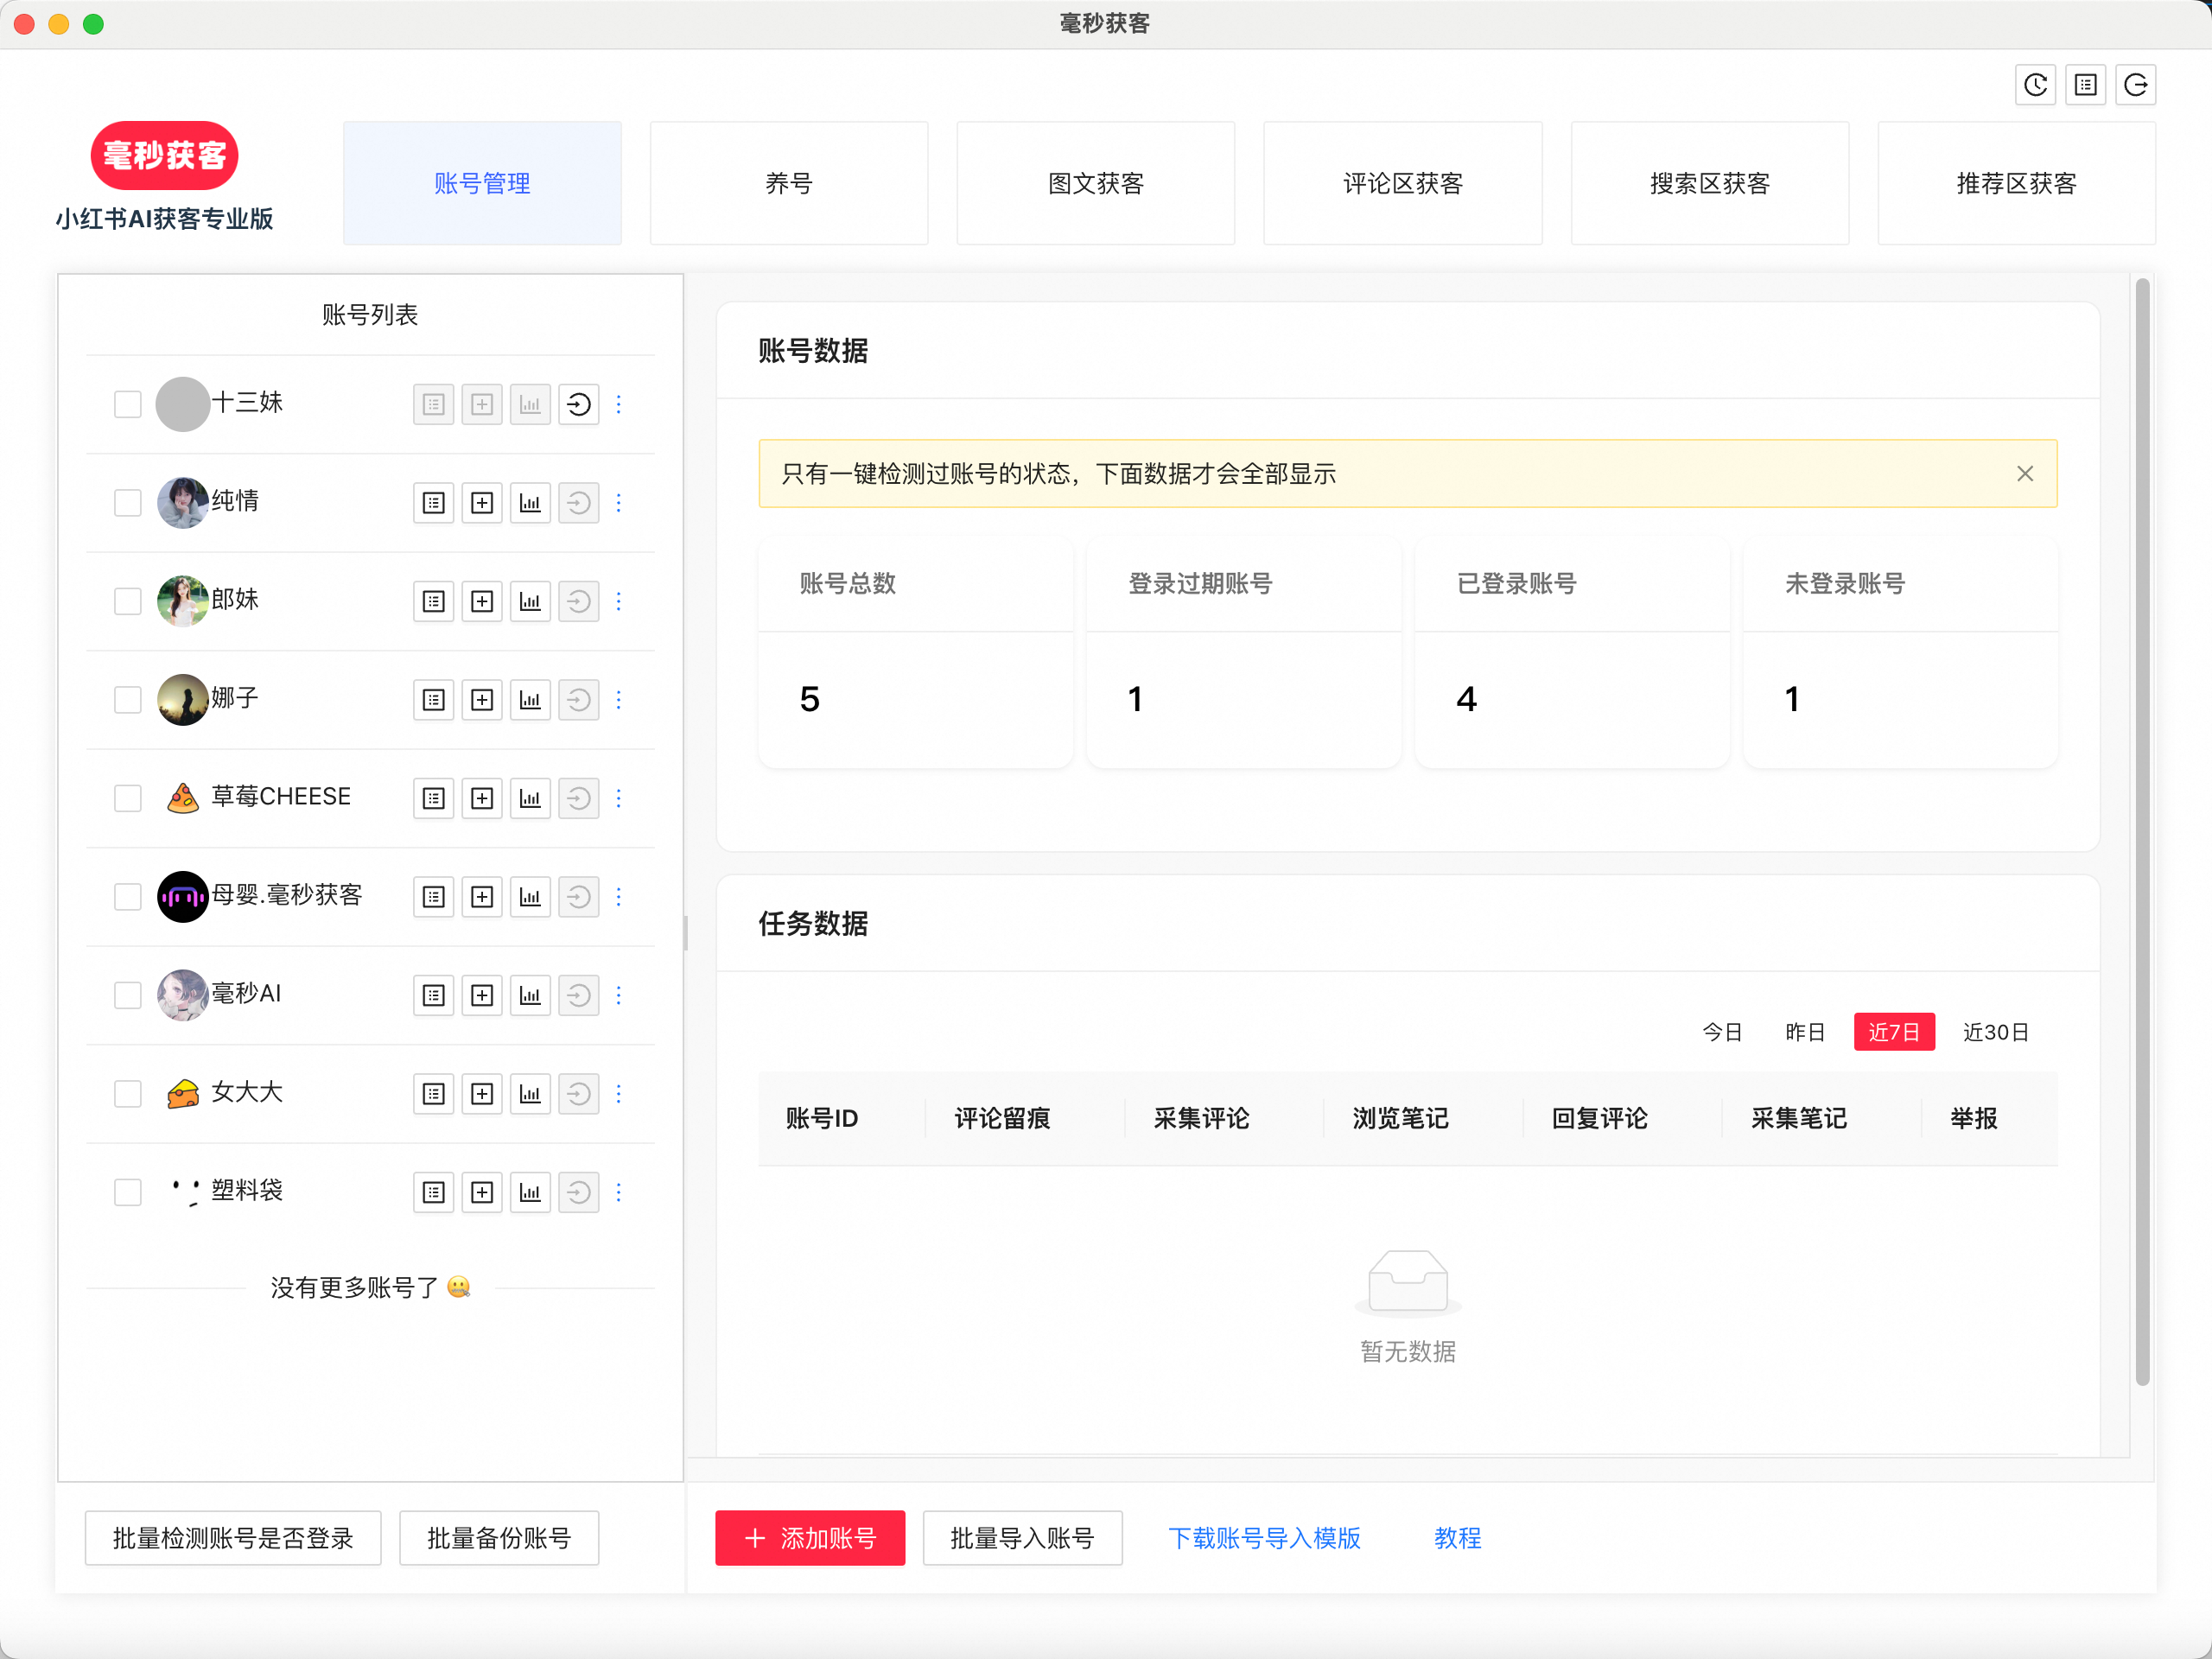 毫秒获客
毫秒获客
小红书AI获客专业版
账号管理
养号
图文获客
评论区获客
搜索区获客
推荐区获客
账号列表
十三妹
纯情
郎妹
娜子
草莓CHEESE
母婴.毫秒获客
毫秒AI
女大大
塑料袋
没有更多账号了
批量检测账号是否登录
批量备份账号
账号数据
只有一键检测过账号的状态，下面数据才会全部显示
账号总数
登录过期账号
已登录账号
未登录账号
5
1
4
1
任务数据
今日
昨日
近7日
近30日
账号ID
评论留痕
采集评论
浏览笔记
回复评论
采集笔记
举报
暂无数据
添加账号
批量导入账号
下载账号导入模版
教程